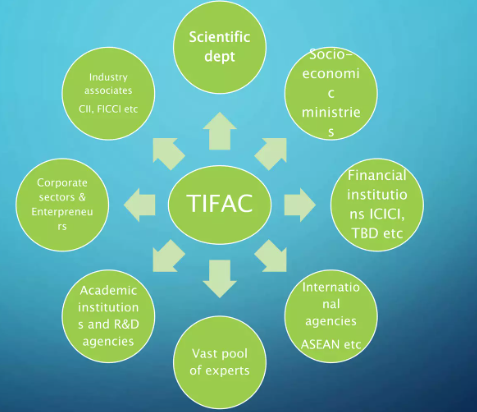 Scientific
dept
Socio-
economi
c
ministrie
s
Financial
institutio
ns ICICI,
TBD etc
Internatio
nal
agencies
ASEAN etc
Vast pool
of experts
Academic
institution
s and R&D
agencies
Corporate
sectors &
Enterpreneu
rs
Industry
associates
CII, FICCI etc
TIFAC